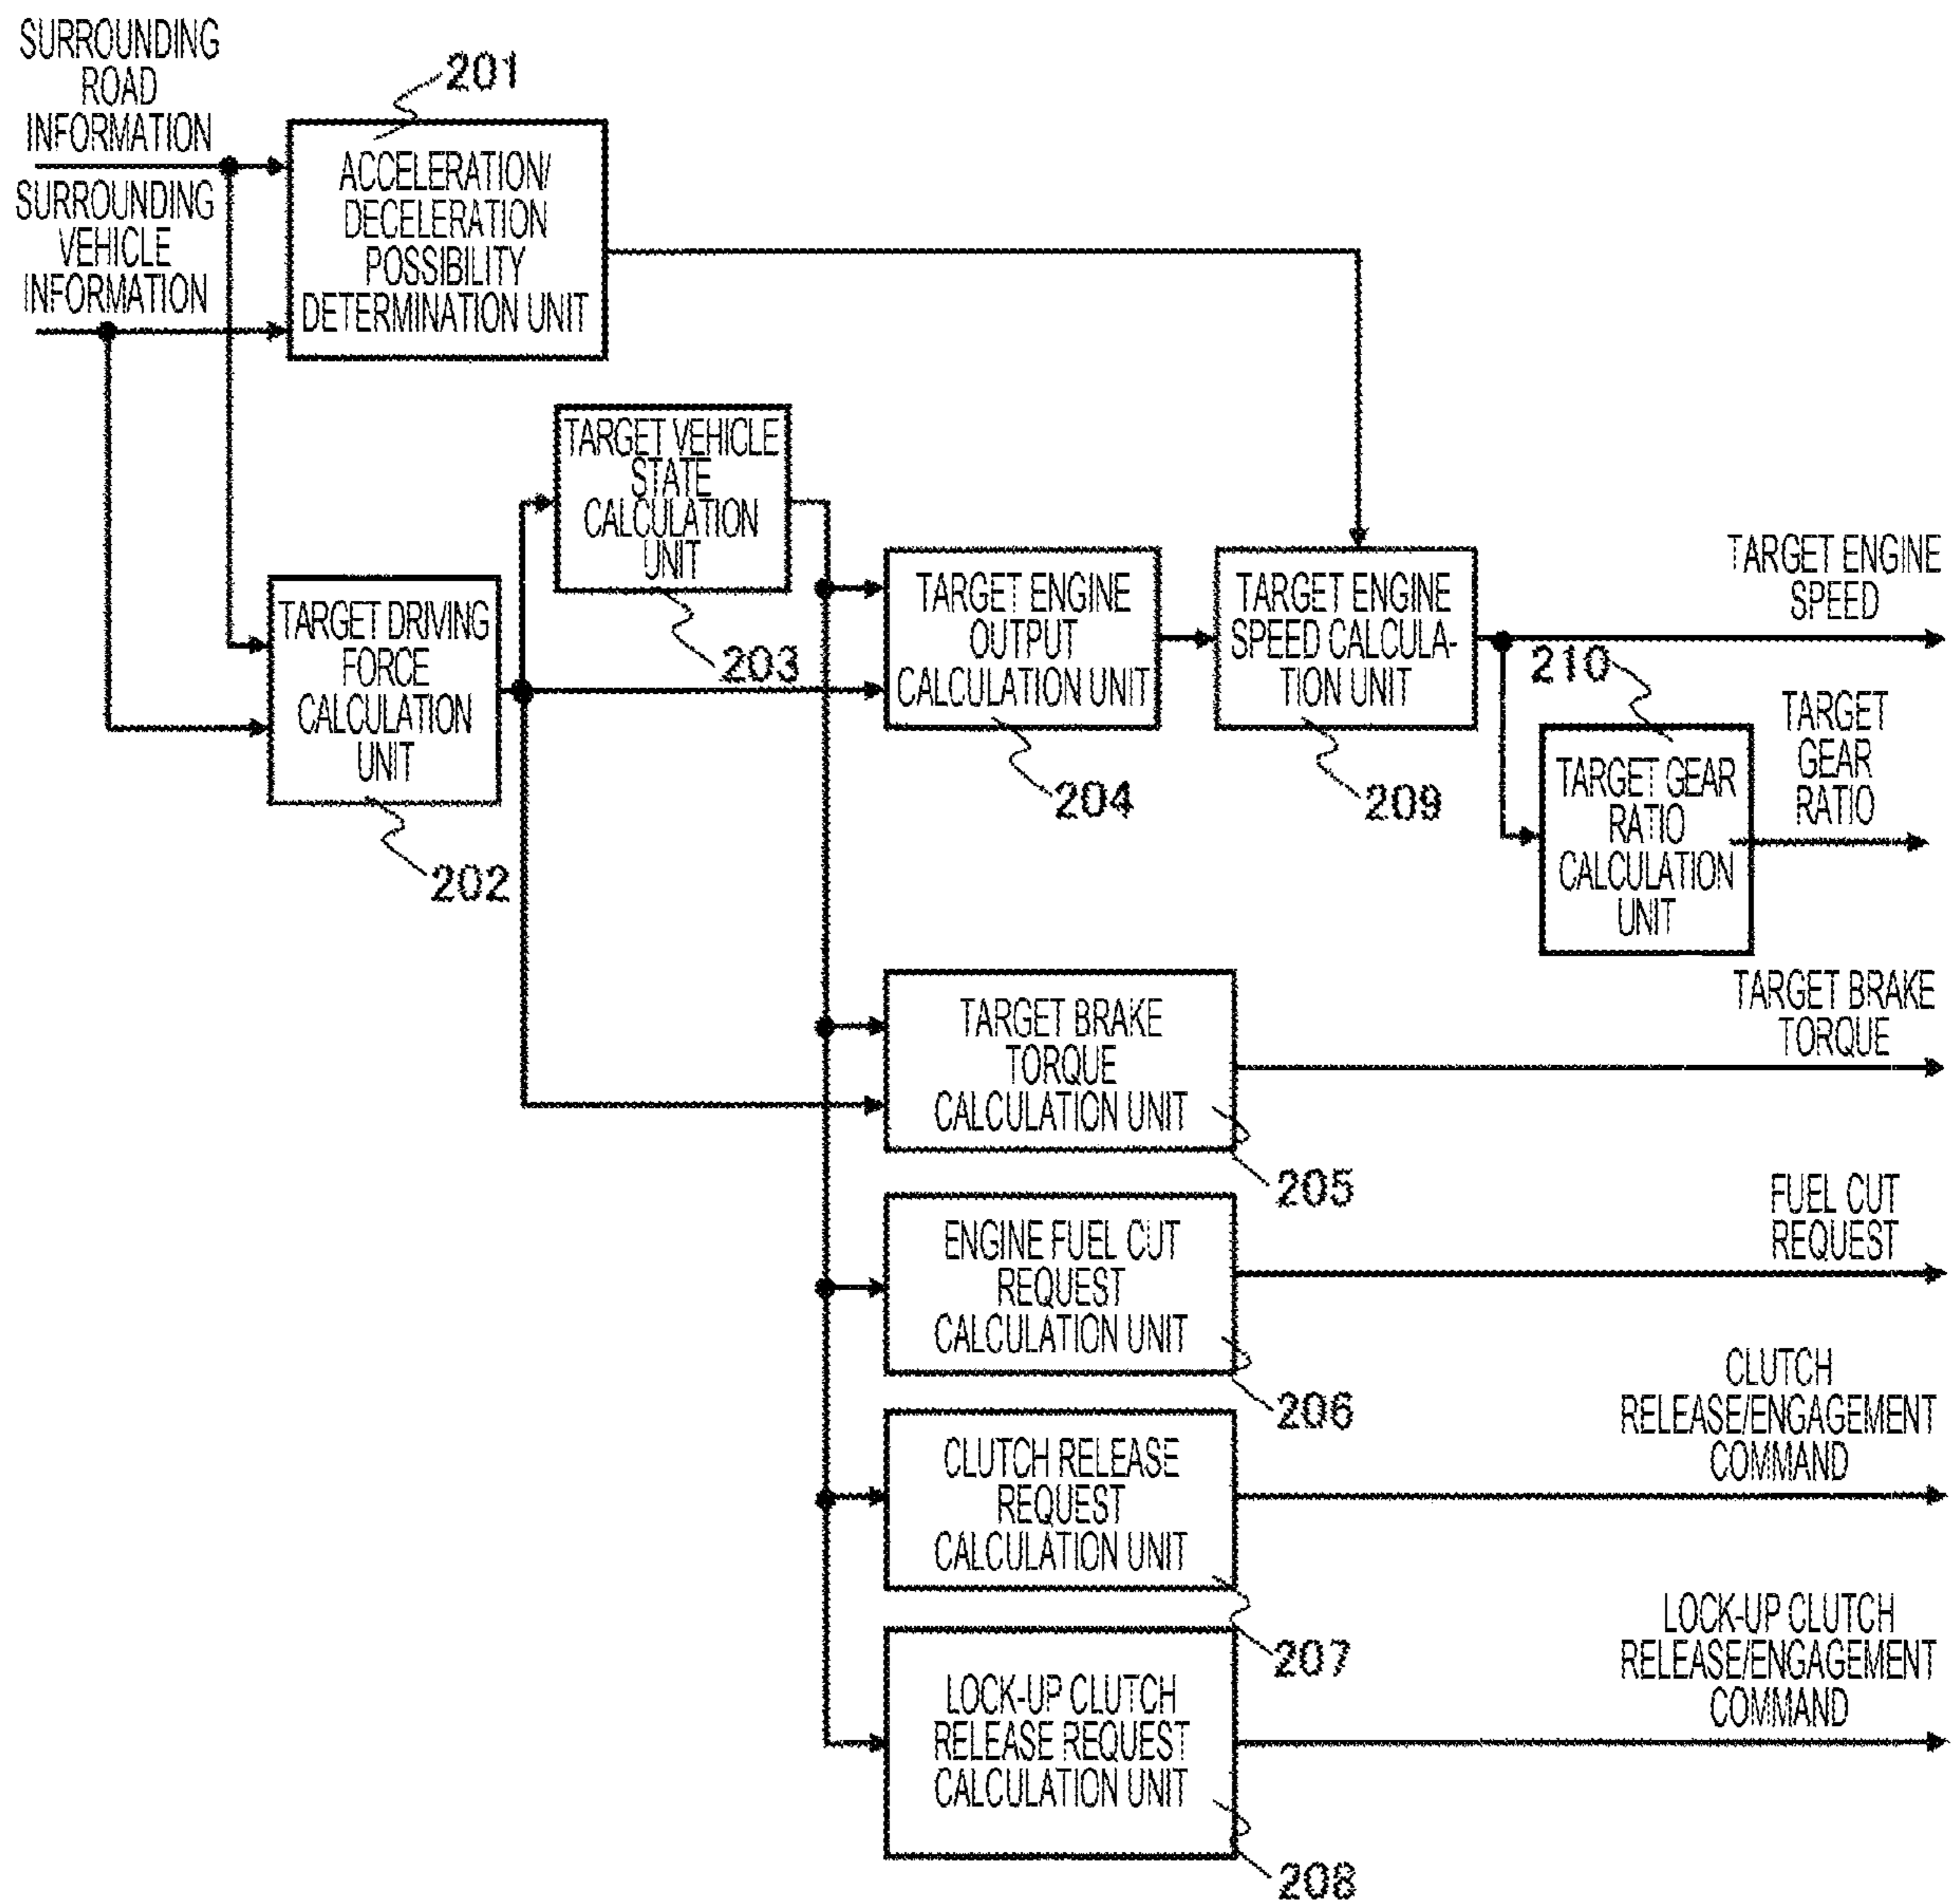 SURROUNDING
ROAD
INFORMATION
SURROUNDING
VEHICLE
INFORMATION
201
ACCELERATION/
DECELERATION
POSSIBILITY
DETERMINATION UNIT
TARGET VEHICLE
STATE
CALCULATION
UNIT
203
TARGET DRIVING
FORCE
CALCULATION
UNIT
202
TARGET ENGINE
OUTPUT
CALCULATION UNIT
204
TARGET ENGINE
SPEED CALCULA-
TION UNIT
209
TARGET ENGINE
SPEED
210
TARGET GEAR
RATIO
CALCULATION
UNIT
TARGET
GEAR
RATIO
TARGET BRAKE
TORQUE
CALCULATION UNIT
205
TARGET BRAKE
TORQUE
ENGINE FUEL CUT
REQUEST
CALCULATION UNIT
206
FUEL CUT
REQUEST
CLUTCH RELEASE
REQUEST
CALCULATION UNIT
207
CLUTCH
RELEASE/ENGAGEMENT
COMMAND
LOCK-UP CLUTCH
RELEASE REQUEST
CALCULATION UNIT
208
LOCK-UP CLUTCH
RELEASE/ENGAGEMENT
COMMAND